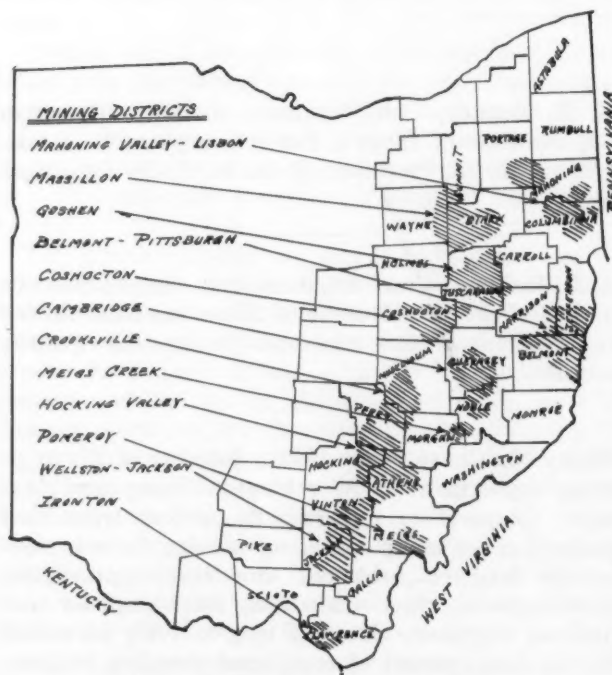 MINING DISTRICTS
MAHONING VALLEY - LISBON
MASSILLON
GOSHEN
BELMONT - PITTSBURGH
COSHOCTON
CAMBRIDGE
CROOKSVILLE
MEIGS CREEK
HOCKING VALLEY
POMEROY
WELLSTON - JACKSON
IRONTON
ASTABULA
PORTAGE
RUMBULL
SUMMIT
MAHONING
PENNSYLVANIA
WAYNE
STARK
COLUMBIANA
HOLMES
CARROLL
TUSCARAWAS
JEFFERSON
COSHOCTON
HARRISON
MUSKINGUM
GUERNSEY
BELMONT
PERRY
NOBLE
MONROE
MORGAN
HOCKING
WASHINGTON
ATHENS
VINTON
PIKE
JACKSON
MEIGS
GALLIA
SCIOTO
WEST VIRGINIA
KENTUCKY
LAWRENCE